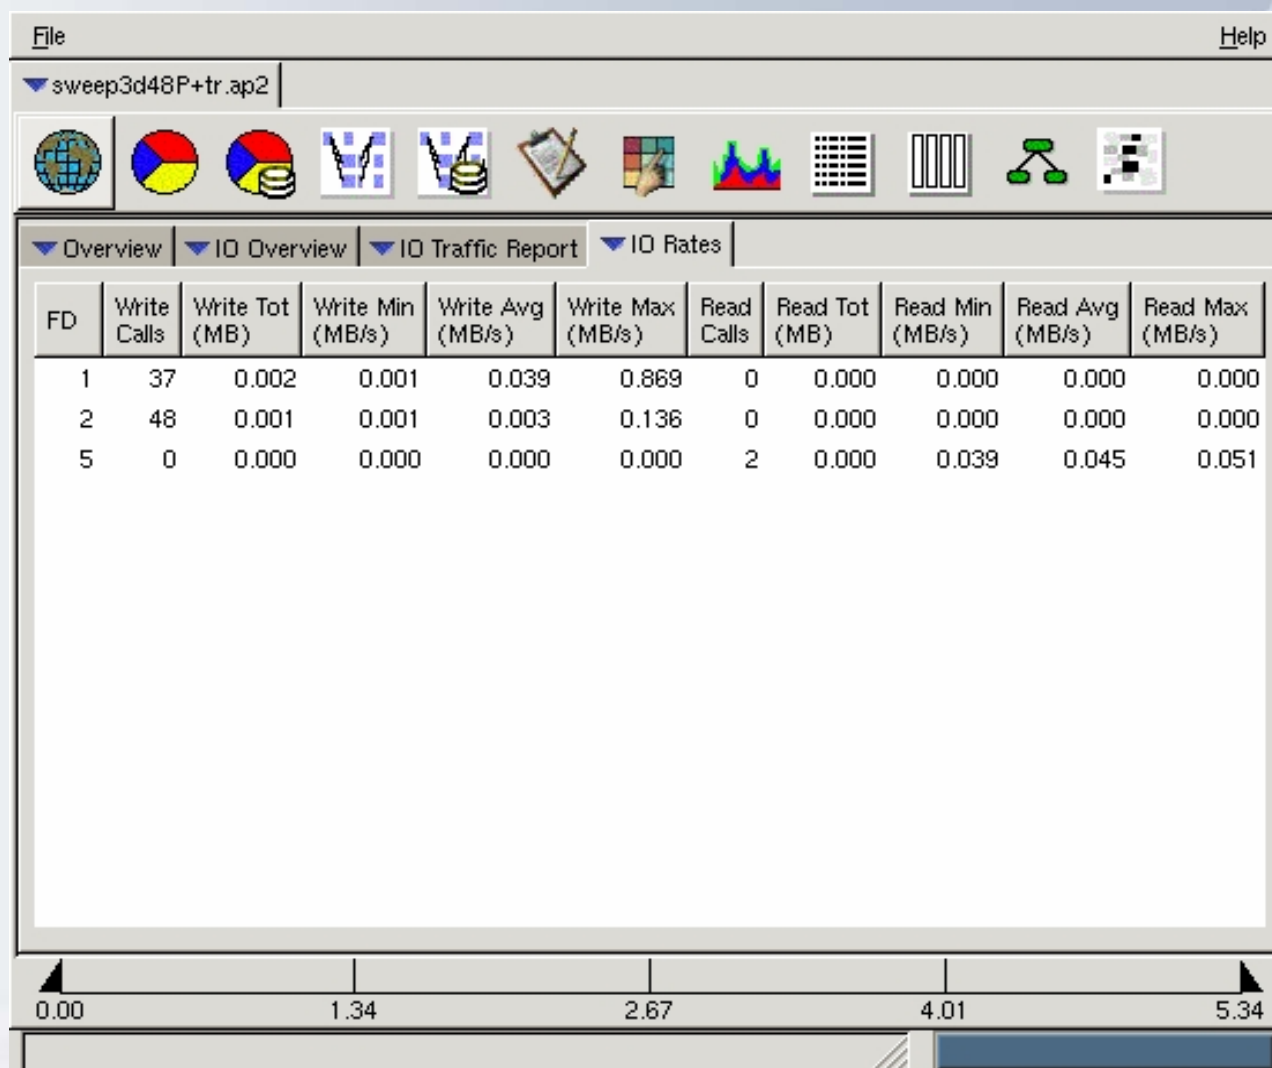 File Help
sweep3d48P+tr.ap2
Overview IO Overview IO Traffic Report IO Rates
FD Write Calls Write Tot (MB) Write Min (MB/s) Write Avg (MB/s) Write Max (MB/s) Read Calls Read Tot (MB) Read Min (MB/s) Read Avg (MB/s) Read Max (MB/s)
1 37 0.002 0.001 0.039 0.869 0 0.000 0.000 0.000 0.000
2 48 0.001 0.001 0.003 0.136 0 0.000 0.000 0.000 0.000
5 0 0.000 0.000 0.000 0.000 2 0.000 0.039 0.045 0.051
0.00 1.34 2.67 4.01 5.34